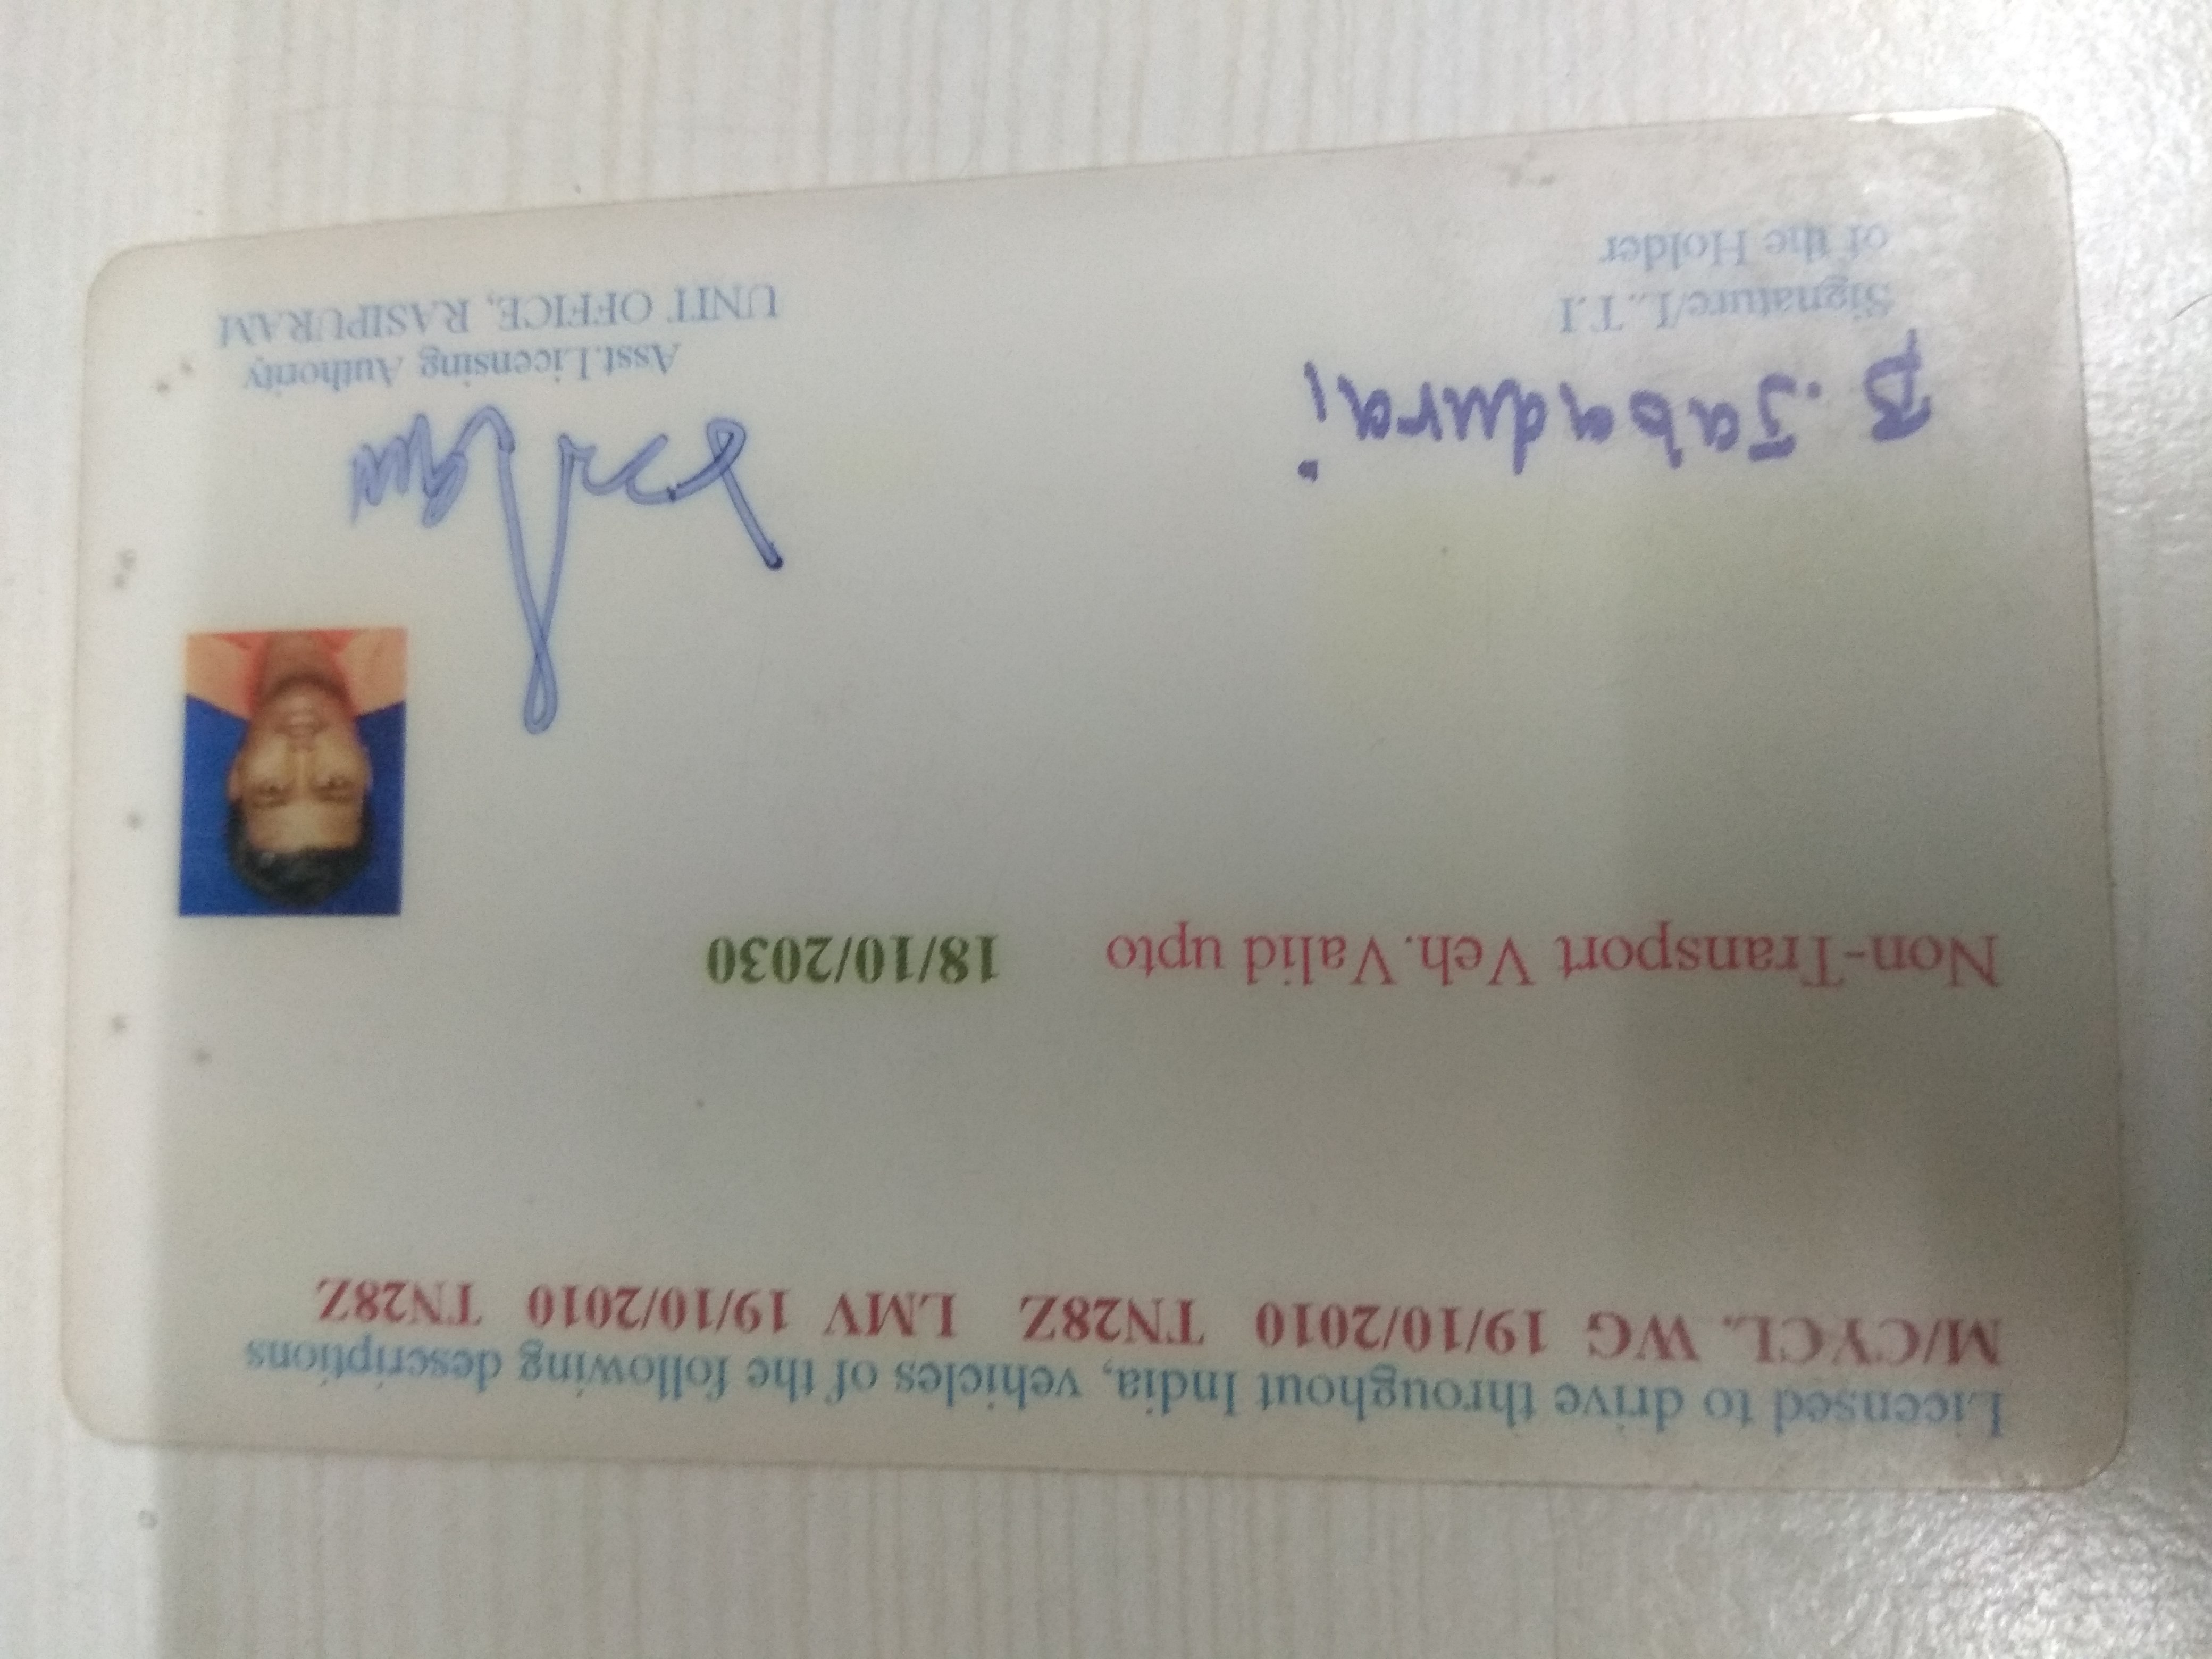 Licensed to drive throughout India, vehicles of the following descriptions
M/CYCL. WG 19/10/2010 TN28Z LMV 19/10/2010 TN28Z
Non-Transport Veh.Valid upto 18/10/2030
B. Jabadurai
Signature/L.T.I
of the Holder
Asst.Licensing Authority
UNIT OFFICE, RASIPURAM